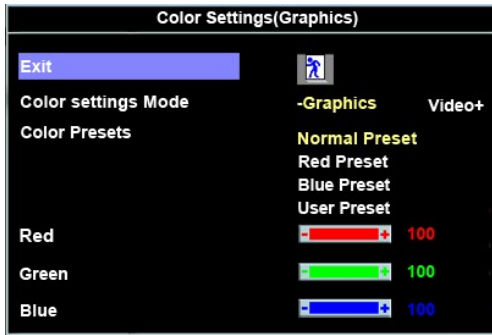 Color Settings(Graphics)
Exit
Color settings Mode -Graphics Video+
Color Presets Normal Preset
Red Preset
Blue Preset
User Preset
Red - + 100
Green - + 100
Blue - + 100